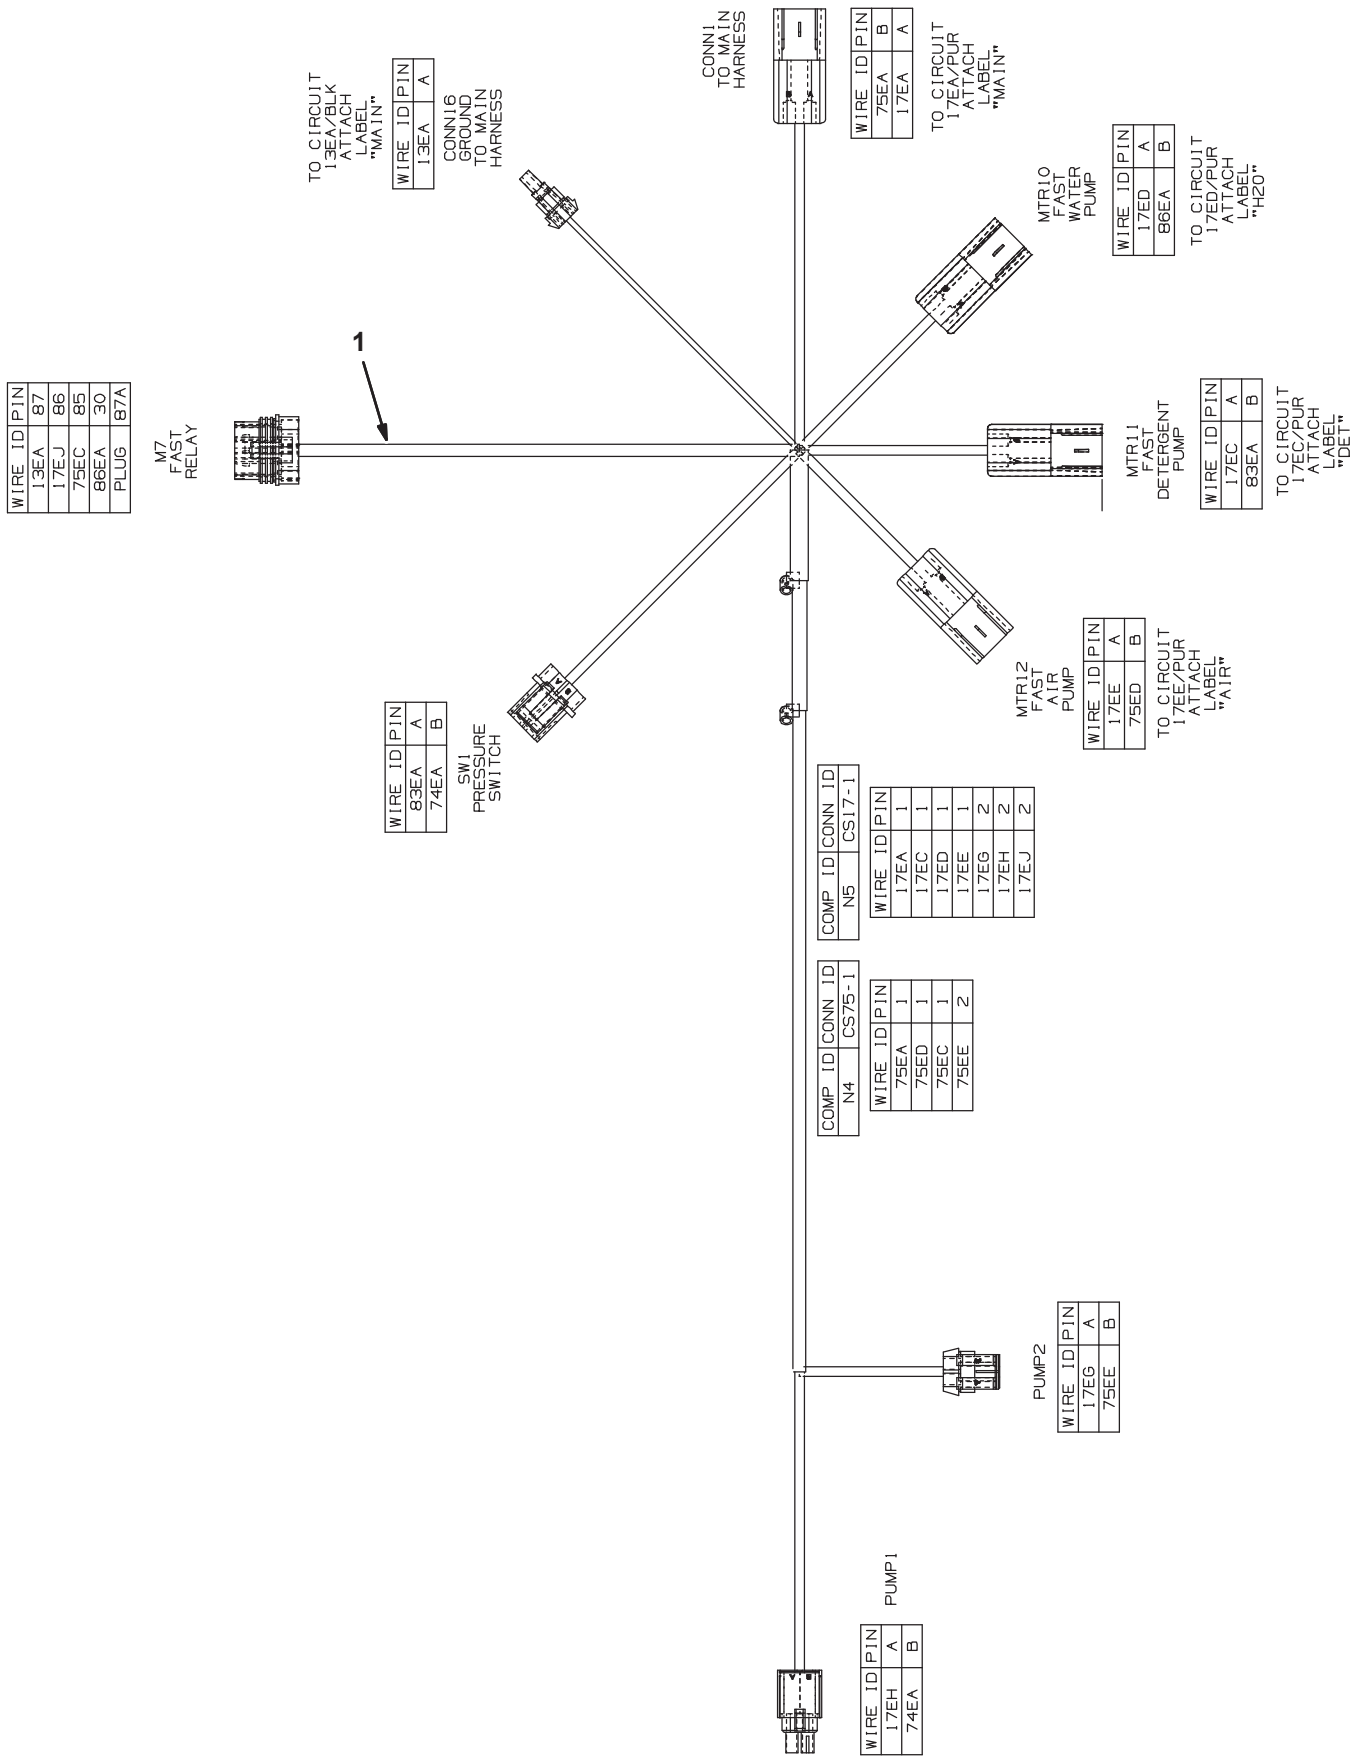 WIRE ID PIN
13EA 87
17EJ 86
75EC 85
86EA 30
PLUG 87A
M7
FAST
RELAY
1
TO CIRCUIT
13EA/BLK
ATTACH
LABEL
"MAIN"
WIRE ID PIN
13EA A
CONN16
GROUND
TO MAIN
HARNESS
CONN1
TO MAIN
HARNESS
WIRE ID PIN
75EA B
17EA A
TO CIRCUIT
17EA/PUR
ATTACH
LABEL
"MAIN"
MTR10
FAST
WATER
PUMP
WIRE ID PIN
17ED A
86EA B
TO CIRCUIT
17ED/PUR
ATTACH
LABEL
"H20"
MTR11
FAST
DETERGENT
PUMP
WIRE ID PIN
17EC A
83EA B
TO CIRCUIT
17EC/PUR
ATTACH
LABEL
"DET"
MTR12
FAST
AIR
PUMP
WIRE ID PIN
17EE A
75ED B
TO CIRCUIT
17EE/PUR
ATTACH
LABEL
"AIR"
WIRE ID PIN
83EA A
74EA B
SW1
PRESSURE
SWITCH
A
B
COMP ID CONN ID
N5 CS17-1
WIRE ID PIN
17EA 1
17EC 1
17ED 1
17EE 1
17EG 2
17EH 2
17EJ 2
COMP ID CONN ID
N4 CS75-1
WIRE ID PIN
75EA 1
75ED 1
75EC 1
75EE 2
PUMP2
WIRE ID PIN
17EG A
75EE B
PUMP1
WIRE ID PIN
17EH A
74EA B
A
B